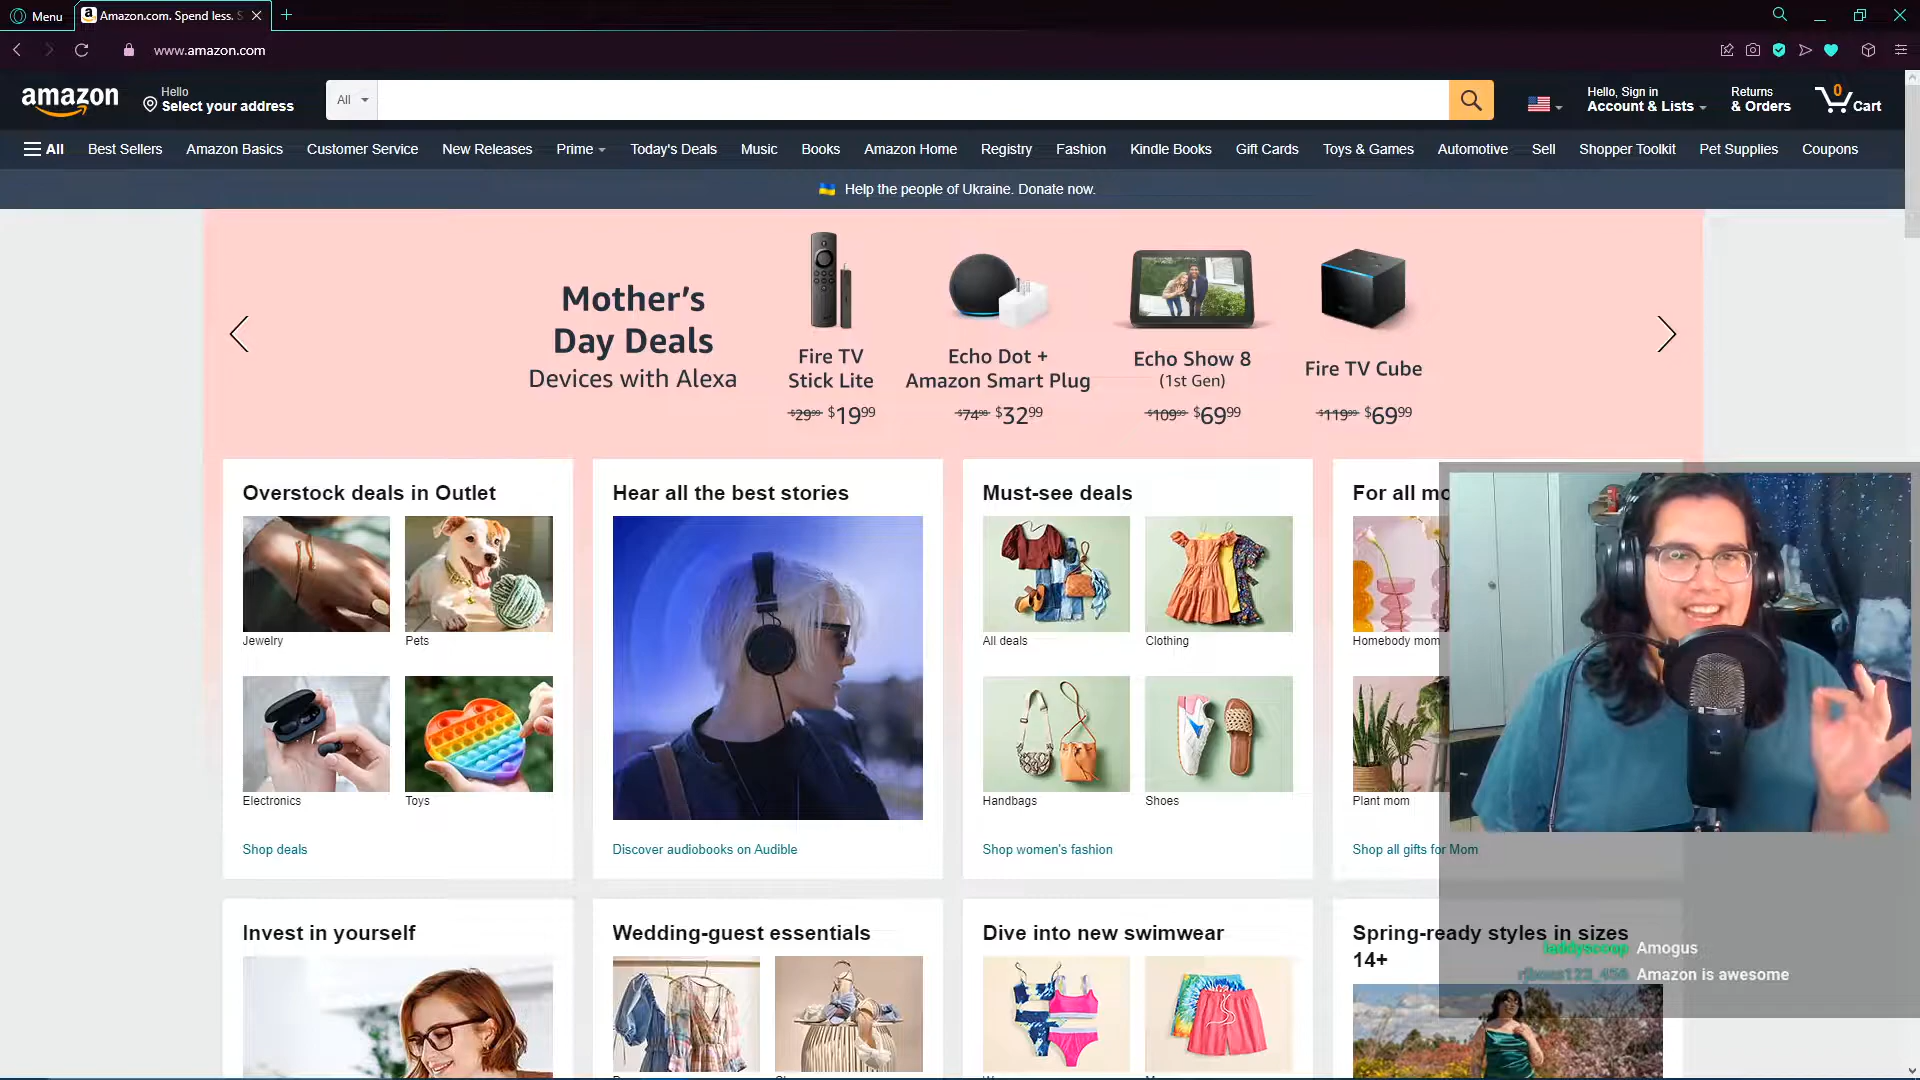 Menu
Amazon.com. Spend less. S
www.amazon.com
amazon
Hello
Select your address
All
Hello, Sign in
Account & Lists
Returns
& Orders
0
Cart
All
Best Sellers
Amazon Basics
Customer Service
New Releases
Prime
Today's Deals
Music
Books
Amazon Home
Registry
Fashion
Kindle Books
Gift Cards
Toys & Games
Automotive
Sell
Shopper Toolkit
Pet Supplies
Coupons
Help the people of Ukraine. Donate now.
Mother's
Day Deals
Devices with Alexa
Fire TV
Stick Lite
$29.99 $19.99
Echo Dot +
Amazon Smart Plug
$74.98 $32.99
Echo Show 8
(1st Gen)
$109.99 $69.99
Fire TV Cube
$119.99 $69.99
Overstock deals in Outlet
Jewelry
Pets
Electronics
Toys
Shop deals
Hear all the best stories
Discover audiobooks on Audible
Must-see deals
All deals
Clothing
Handbags
Shoes
Shop women's fashion
For all mo
Homebody mom
Plant mom
Shop all gifts for Mom
Invest in yourself
Wedding-guest essentials
Dive into new swimwear
Spring-ready styles in sizes
14+
laddyscoop Amogus
Amazon is awesome